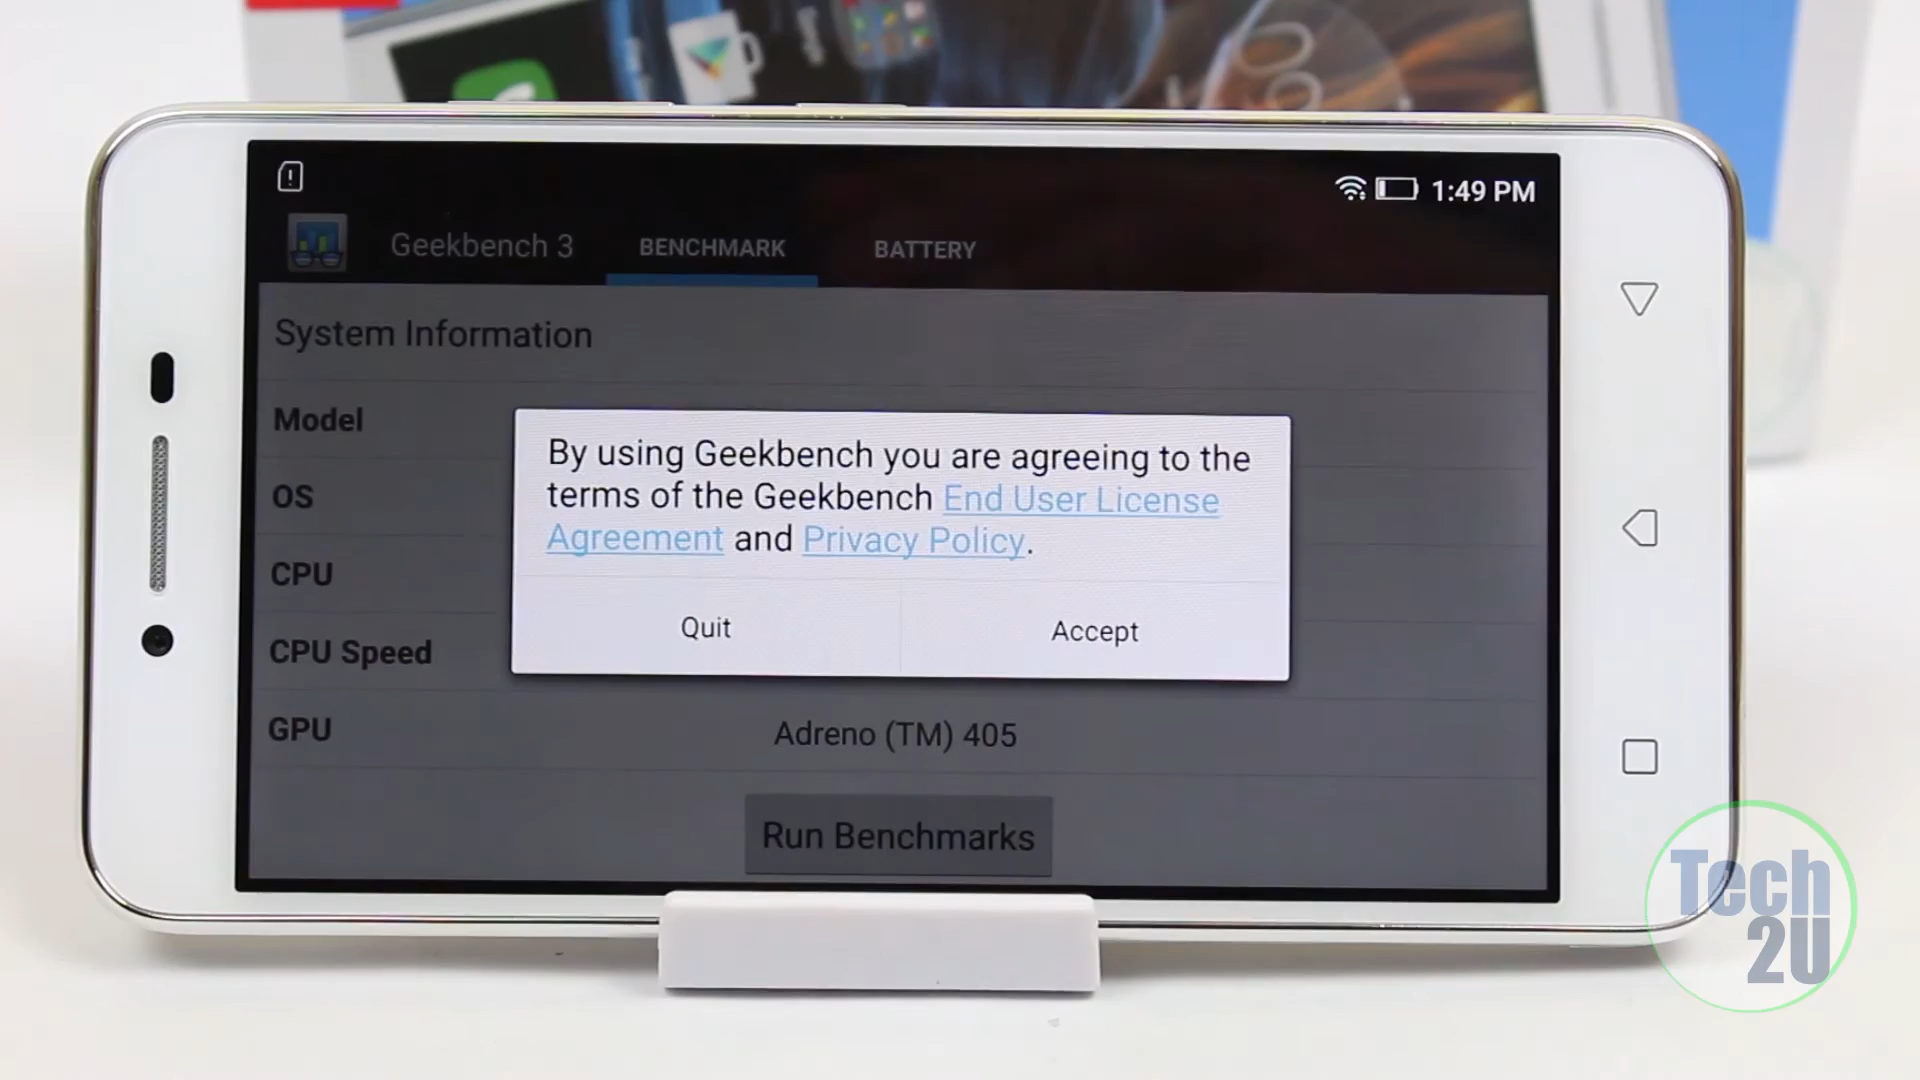 Google
1:49 PM
Geekbench 3
BENCHMARK
BATTERY
System Information
Model
By using Geekbench you are agreeing to the
terms of the Geekbench End User License
Agreement and Privacy Policy.
OS
CPU
Quit
Accept
CPU Speed
GPU
Adreno (TM) 405
Run Benchmarks
Tech
2U